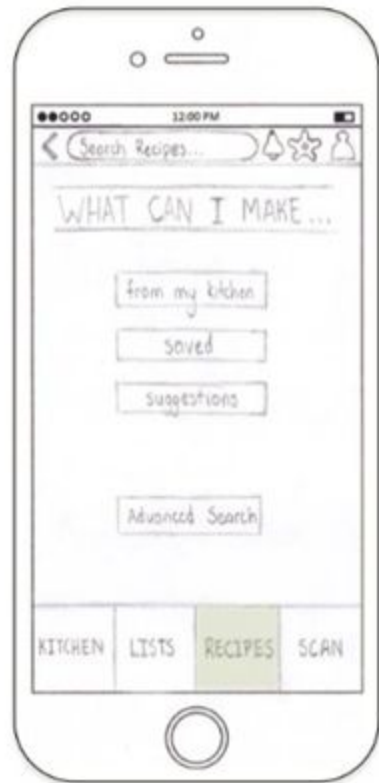 12:00 PM
Search Recipes...
WHAT CAN I MAKE...
from my kitchen
saved
suggestions
Advanced Search
KITCHEN LISTS RECIPES SCAN